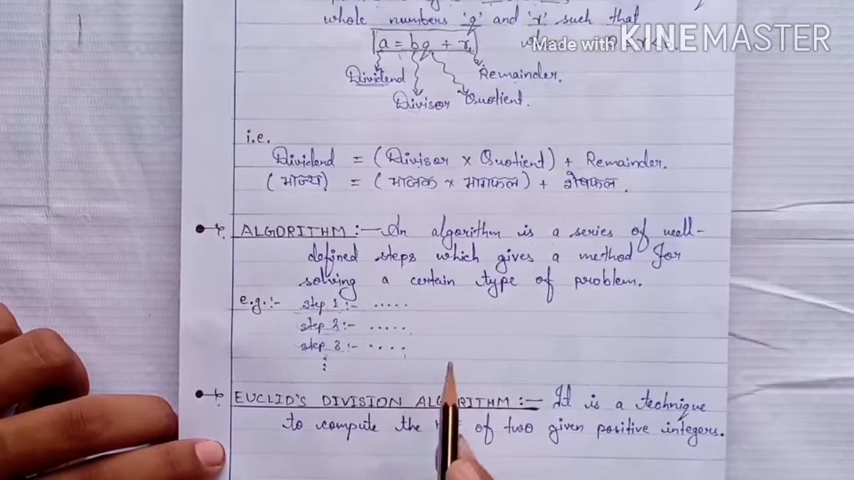 whole numbers 'q' and 'r' such that
a = bq + r,
Made with KINEMASTER
Dividend
Remainder.
Divisor
Quotient.
i.e.
Dividend = (Divisor × Quotient) + Remainder.
(भाज्य) = (भाजक × भागफल) + शेषफल.
ALGORITHM :- An algorithm is a series of well-
defined steps which gives a method for
solving a certain type of problem.
e.g.:- step 1 :- .....
step 2 :- .....
step 3 :- ....
EUCLID'S DIVISION ALGORITHM :- It is a technique
to compute the of two given positive integers.